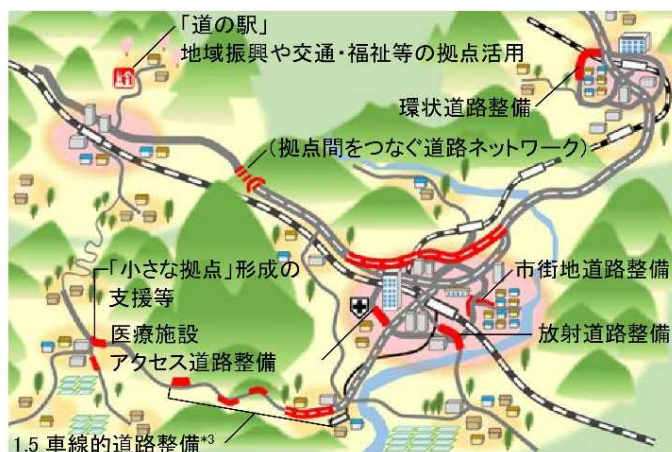 「道の駅」
地域振興や交通・福祉等の拠点活用
環状道路整備
(拠点間をつなぐ道路ネットワーク)
「小さな拠点」形成の
支援等
市街地道路整備
医療施設
アクセス道路整備
放射道路整備
1.5 車線的道路整備*3